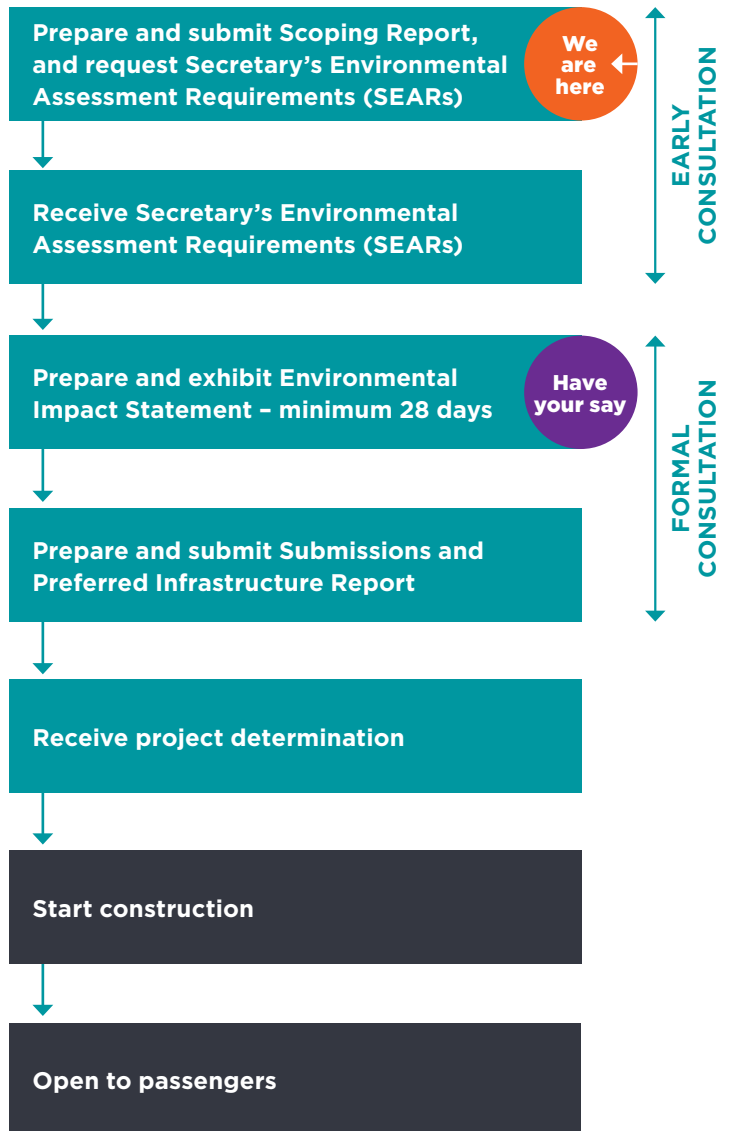 Prepare and submit Scoping Report,
and request Secretary's Environmental
Assessment Requirements (SEARs)
We
are
here
EARLY
CONSULTATION
Receive Secretary's Environmental
Assessment Requirements (SEARs)
Prepare and exhibit Environmental
Impact Statement – minimum 28 days
Have
your say
FORMAL
CONSULTATION
Prepare and submit Submissions and
Preferred Infrastructure Report
Receive project determination
Start construction
Open to passengers